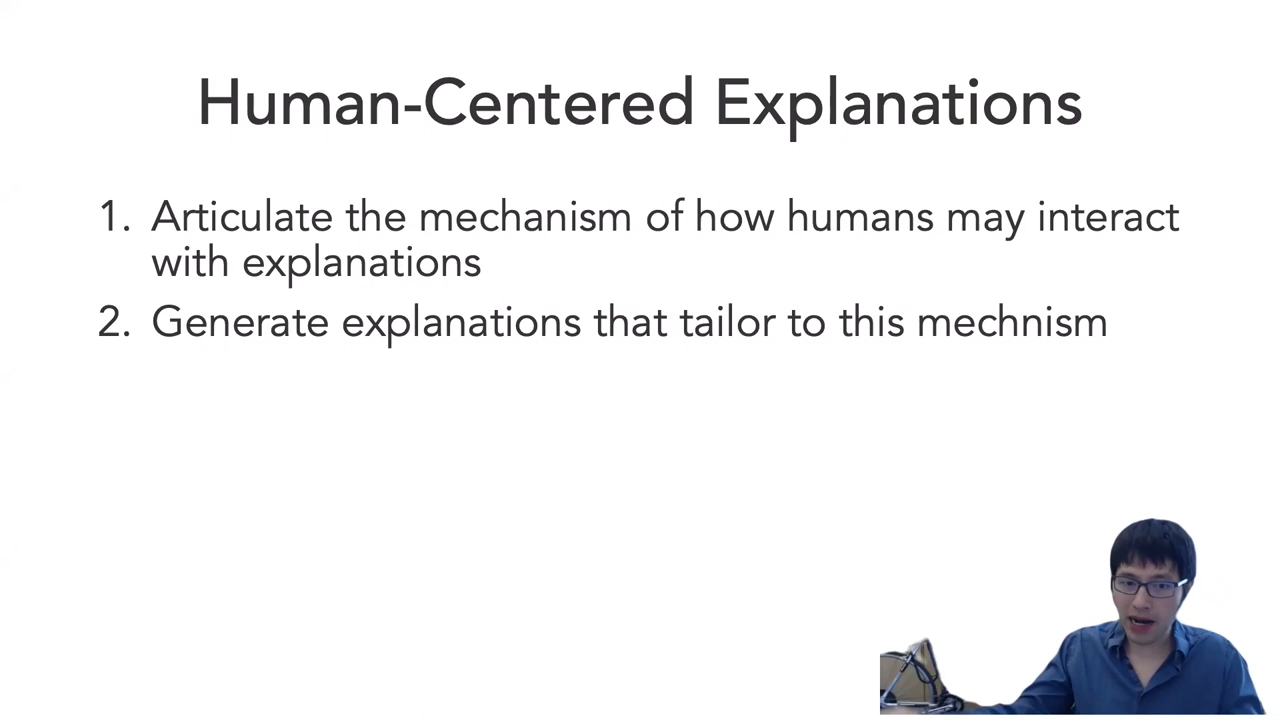 Human-Centered Explanations
1. Articulate the mechanism of how humans may interact
with explanations
2. Generate explanations that tailor to this mechnism